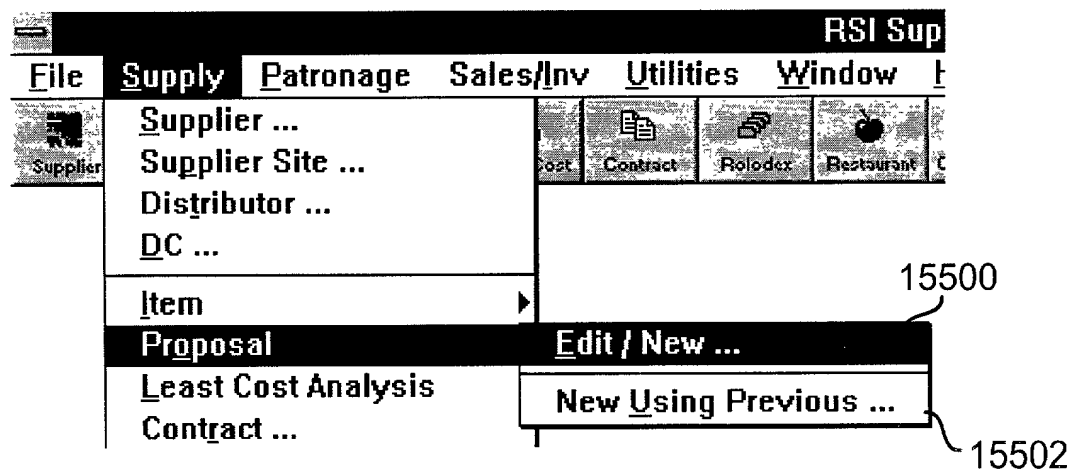 RSI Sup
File Supply Patronage Sales/Inv Utilities Window H
Supplier Cost Contract Rolodex Restaurant
Supplier ...
Supplier Site ...
Distributor ...
DC ...
15500
Item
Proposal Edit / New ...
Least Cost Analysis
New Using Previous ...
Contract ...
15502